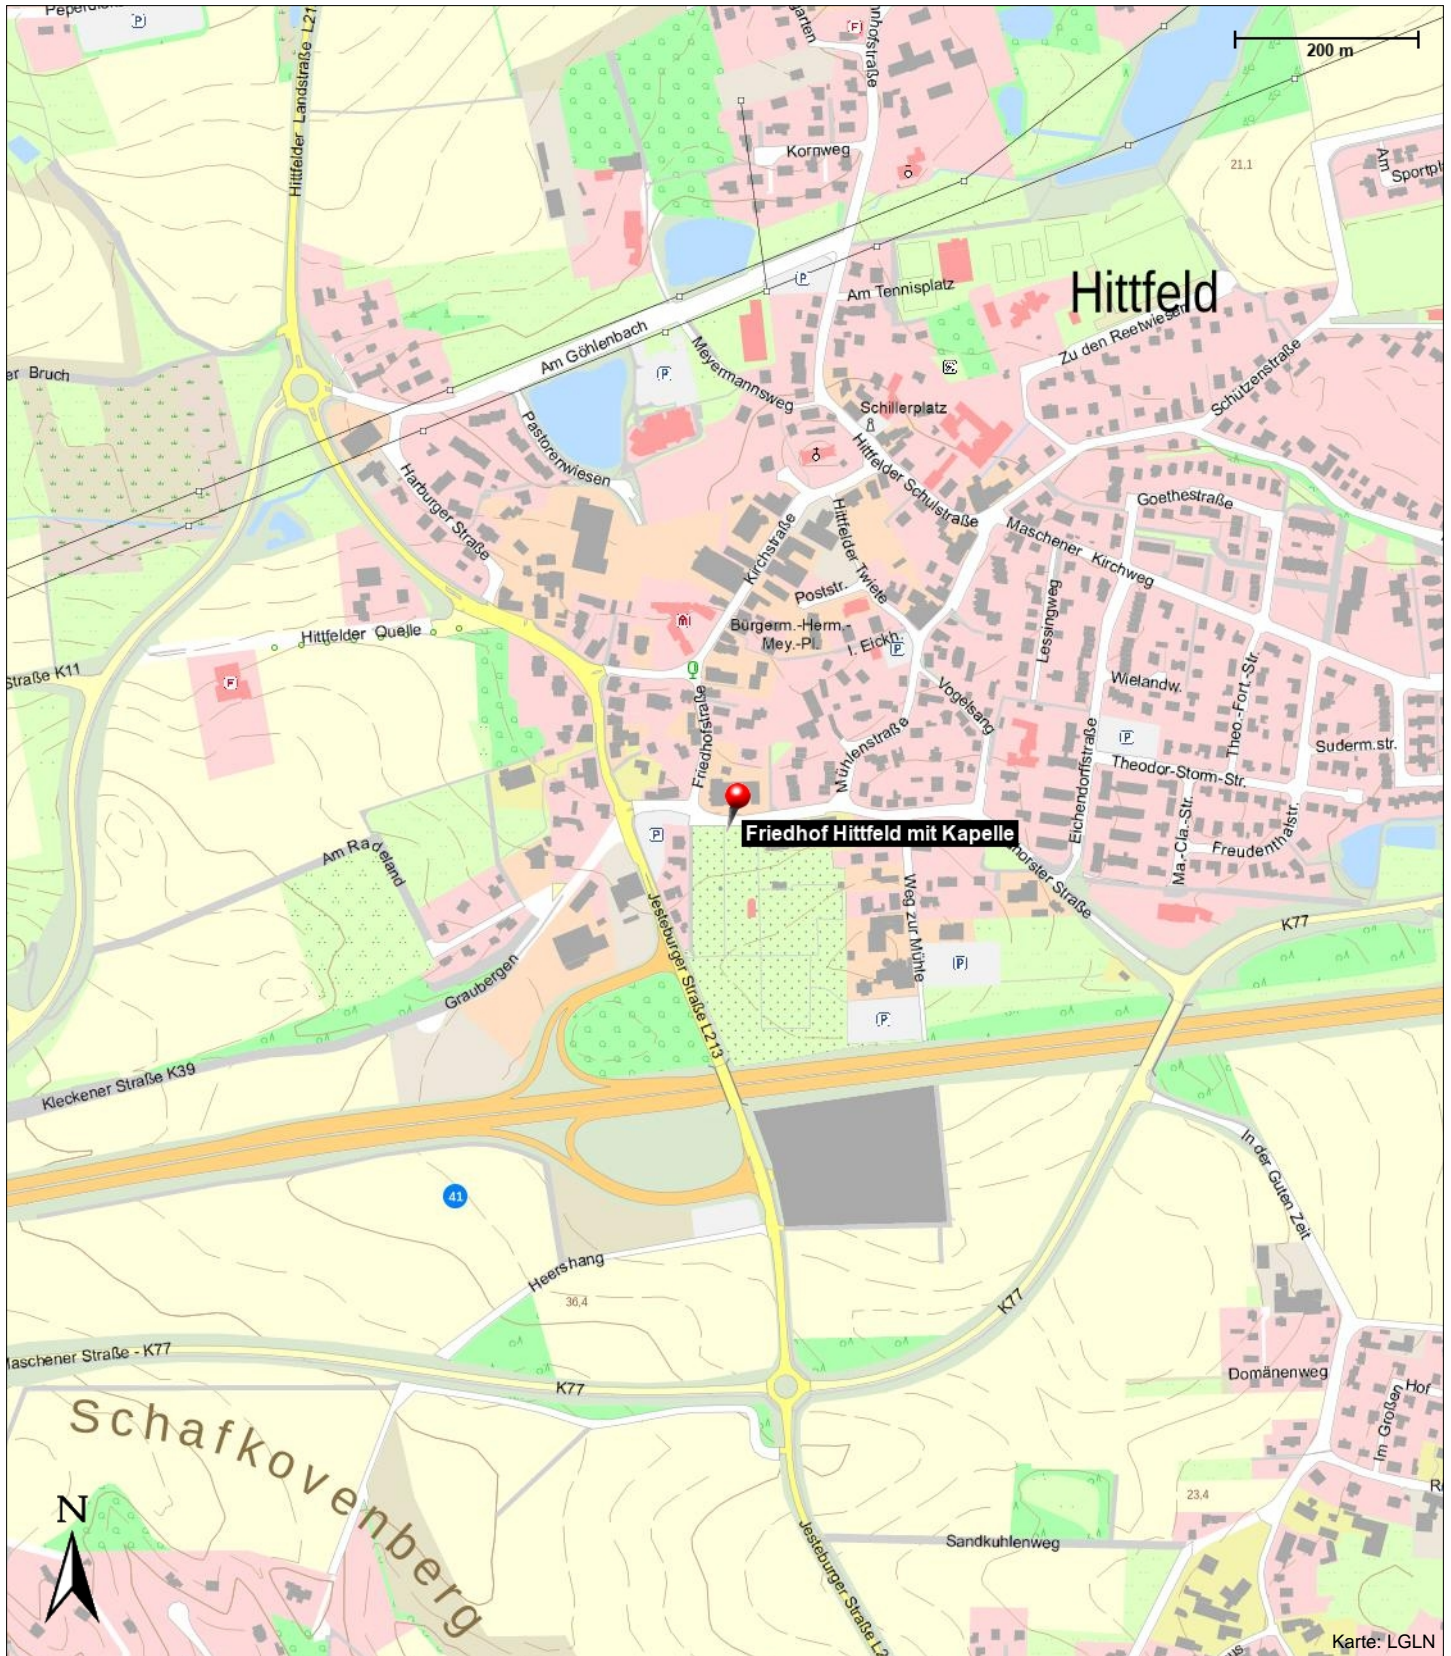 P
Hittfelder Landstraße L21
F
200 m
Kornweg
21,1
Am
Am Tennisplatz
P
Hittfeld
Zu den Reetwiesen
Am Göhlenbach
Meyermannsweg
P
Schützenstraße
er Bruch
Schillerplatz
Pastorenwiesen
Hittfelder Schulstraße
Harburger Straße
Goethestraße
Kirchstraße
Hittfelder Twiete
Maschener Kirchweg
Poststr.
Lessingweg
Bürgerm.-Herm.-
Mey.-Pl.
I. Eickh.
P
Hittfelder Quelle
Straße K11
F
Wielandw.
Theo.-Fort.-Str.
Vogelsang
Friedhofstraße
Mühlenstraße
Eichendorffstraße
P
Suderm.str.
Theodor-Storm-Str.
Friedhof Hittfeld mit Kapelle
P
Ma.-Cla.-Str.
Freudenthalstr.
Am Radeland
horster Straße
Weg zur Mühle
Jesteburger Straße L213
K77
P
Graubergen
P
Kleckener Straße K39
In der Guten Zeit
41
Heershang
36,4
K77
Maschener Straße - K77
K77
Domänenweg
Im Großen Hof
Schafkovenberg
23,4
Sandkuhlenweg
N
Jesteburger Straße L2
Karte: LGLN